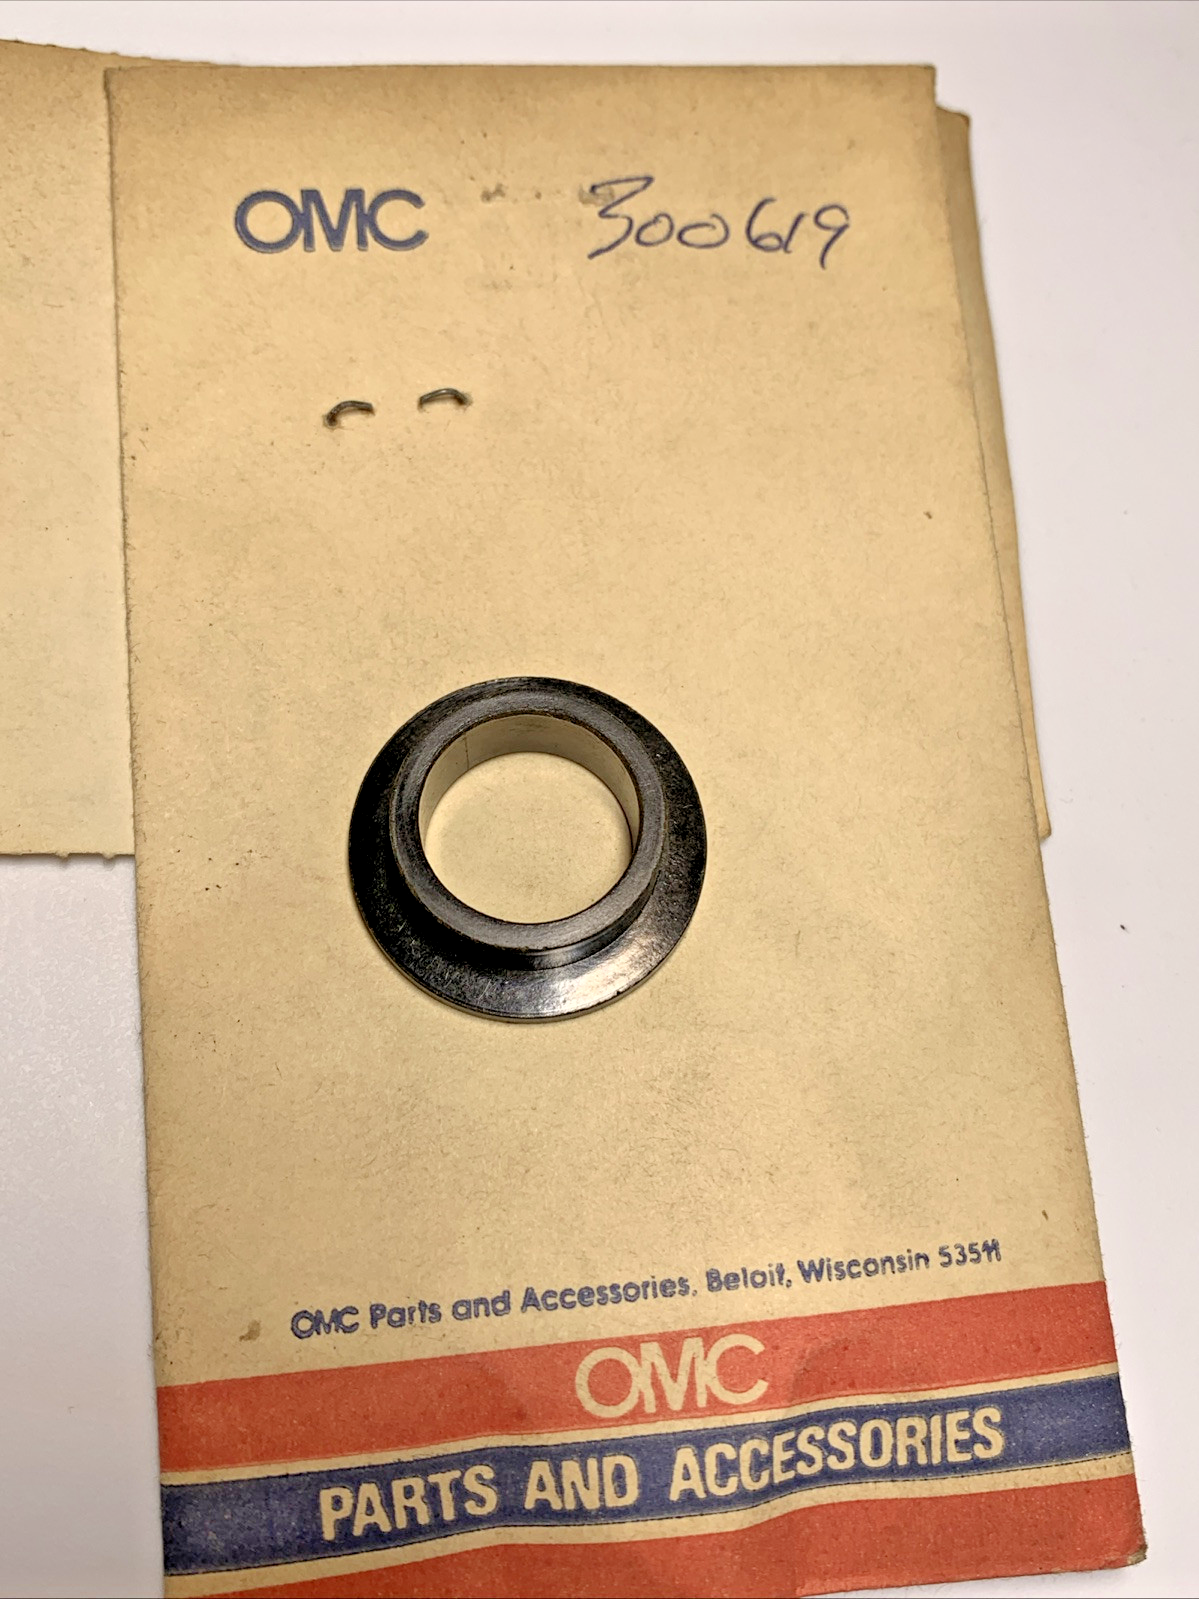 OMC 300619
OMC Parts and Accessories, Beloit, Wisconsin 53511
OMC
PARTS AND ACCESSORIES